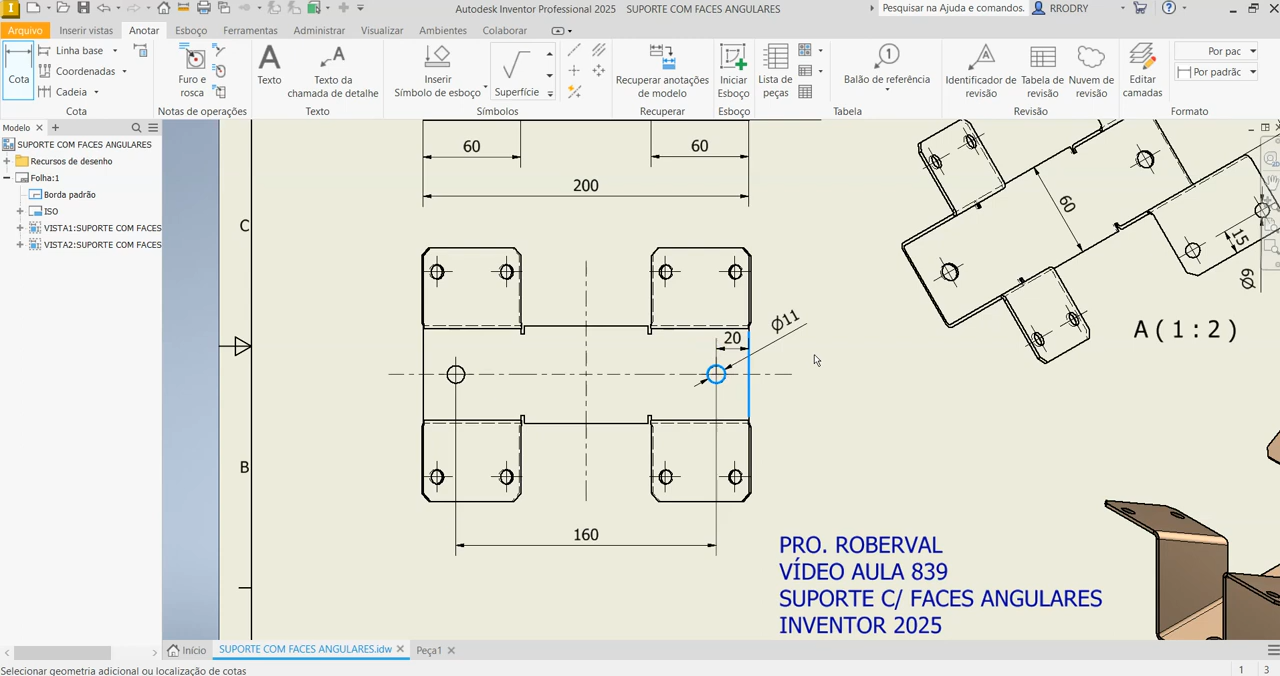 Autodesk Inventor Professional 2025 SUPORTE COM FACES ANGULARES
Pesquisar na Ajuda e comandos.
RRODRY
Arquivo
Inserir vistas
Anotar
Esboço
Ferramentas
Administrar
Visualizar
Ambientes
Colaborar
Cota
Linha base
Coordenadas
Cadeia
Cota
Furo e rosca
Notas de operações
Texto
Texto da chamada de detalhe
Texto
Inserir Símbolo de esboço
Superfície
Símbolos
Recuperar anotações de modelo
Recuperar
Iniciar Esboço
Esboço
Lista de peças
Balão de referência
Tabela
Identificador de revisão
Tabela de revisão
Nuvem de revisão
Revisão
Editar camadas
Por pac
Por padrãc
Formato
Modelo
SUPORTE COM FACES ANGULARES
Recursos de desenho
Folha:1
Borda padrão
ISO
VISTA1:SUPORTE COM FACES
VISTA2:SUPORTE COM FACES
60
60
200
C
B
Ø11
20
160
60
15
6Ø
A ( 1 : 2 )
PRO. ROBERVAL
VÍDEO AULA 839
SUPORTE C/ FACES ANGULARES
INVENTOR 2025
Início
SUPORTE COM FACES ANGULARES.idw
Peça1
Selecionar geometria adicional ou localização de cotas
1
3